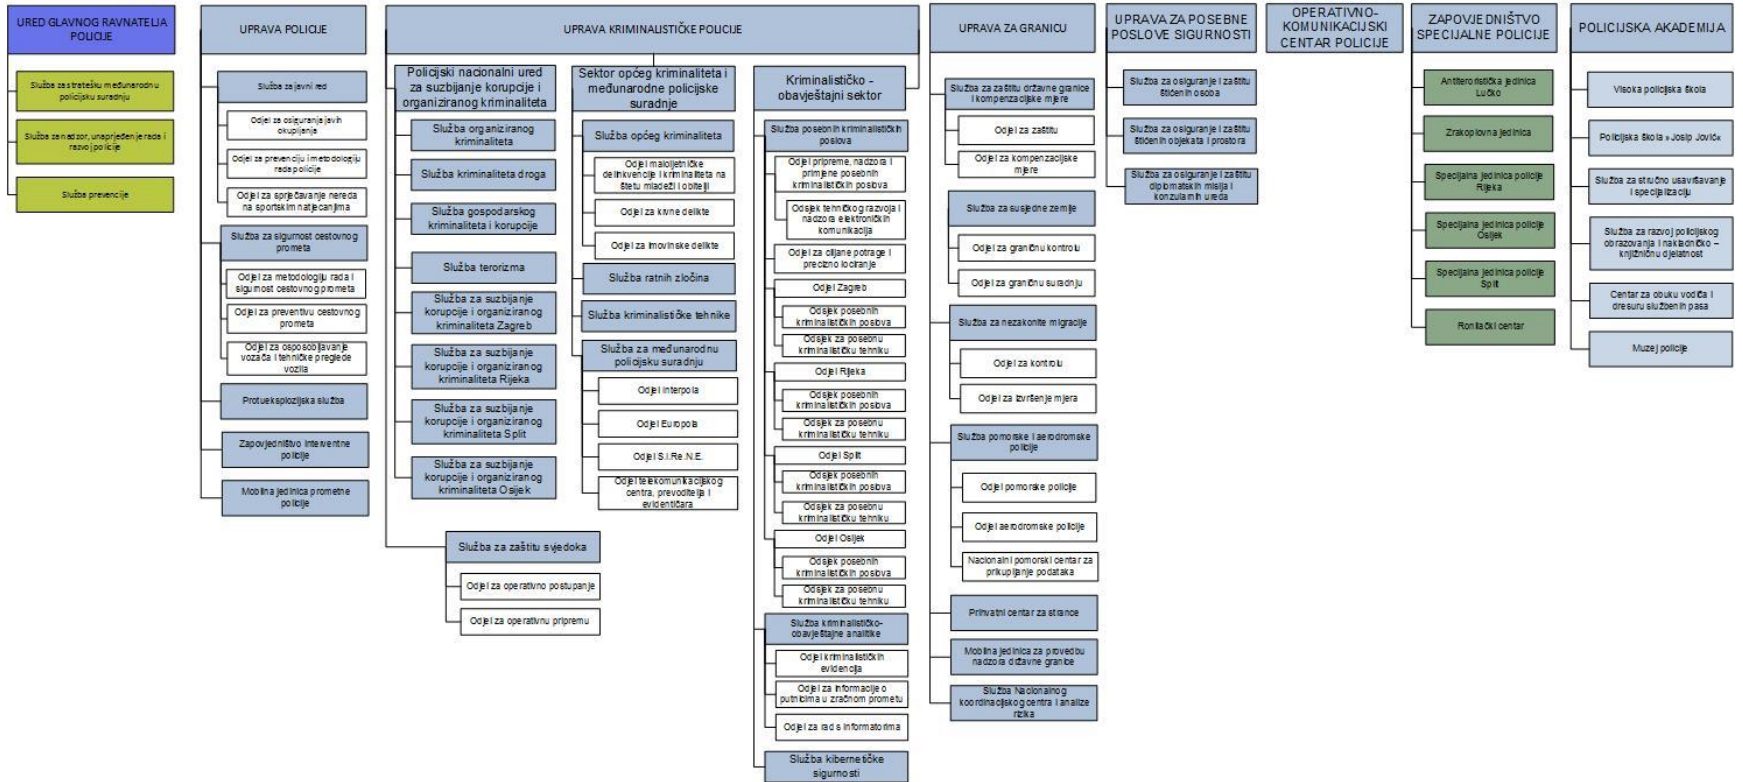 URED GLAVNOG RAVNATELJA
POLICIJE
Služba za stratešku međunarodnu
policijsku suradnju
Služba za nadzor, unaprjeđenje rada i
razvoj policije
Služba prevencije
UPRAVA POLICIJE
Služba za javni red
Odjel za osiguranja javih
okupljanja
Odjel za prevenciju i metodologiju
rada policije
Odjel za sprječavanje nereda
na sportskim natjecanjima
Služba za sigurnost cestovnog
prometa
Odjel za metodologiju rada i
sigurnost cestovnog prometa
Odjel za preventivu cestovnog
prometa
Odjel za osposobljavanje
vozača i tehničke preglede
vozila
Protueksplozijska služba
Zapovjedništvo interventne
policije
Mobilna jedinica prometne
policije
UPRAVA KRIMINALISTIČKE POLICIJE
Policijski nacionalni ured
za suzbijanje korupcije i
organiziranog kriminaliteta
Služba organiziranog
kriminaliteta
Služba kriminaliteta droga
Služba gospodarskog
kriminaliteta i korupcije
Služba terorizma
Služba za suzbijanje
korupcije i organiziranog
kriminaliteta Zagreb
Služba za suzbijanje
korupcije i organiziranog
kriminaliteta Rijeka
Služba za suzbijanje
korupcije i organiziranog
kriminaliteta Split
Služba za suzbijanje
korupcije i organiziranog
kriminaliteta Osijek
Služba za zaštitu svjedoka
Odjel za operativno postupanje
Odjel za operativnu pripremu
Sektor općeg kriminaliteta i
međunarodne policijske
suradnje
Služba općeg kriminaliteta
Odjel maloljetničke
delinkvencije i kriminaliteta na
štetu mladeži i obitelji
Odjel za krvne delikte
Odjel za imovinske delikte
Služba ratnih zločina
Služba kriminalističke tehnike
Služba za međunarodnu
policijsku suradnju
Odjel Interpola
Odjel Europola
Odjel S.I.Re.N.E.
Odjel telekomunikacijskog
centra, prevoditelja i
evidentičara
Kriminalističko -
obavještajni sektor
Služba posebnih kriminalističkih
poslova
Odjel pripreme, nadzora i
primjene posebnih
kriminalističkih poslova
Odsjek tehničkog razvoja i
nadzora elektroničkih
komunikacija
Odjel za ciljane potrage i
precizno lociranje
Odjel Zagreb
Odsjek posebnih
kriminalističkih poslova
Odsjek za posebnu
kriminalističku tehniku
Odjel Rijeka
Odsjek posebnih
kriminalističkih poslova
Odsjek za posebnu
kriminalističku tehniku
Odjel Split
Odsjek posebnih
kriminalističkih poslova
Odsjek za posebnu
kriminalističku tehniku
Odjel Osijek
Odsjek posebnih
kriminalističkih poslova
Odsjek za posebnu
kriminalističku tehniku
Služba kriminalističko-
obavještajne analitike
Odjel kriminalističkih
evidencija
Odjel za informacije o
putnicima u zračnom prometu
Odjel za rad s informatorima
Služba kibernetičke
sigurnosti
UPRAVA ZA GRANICU
Služba za zaštitu državne granice
i kompenzacijske mjere
Odjel za zaštitu
Odjel za kompenzacijske
mjere
Služba za susjedne zemlje
Odjel za graničnu kontrolu
Odjel za graničnu suradnju
Služba za nezakonite migracije
Odjel za kontrolu
Odjel za izvršenje mjera
Služba pomorske i aerodromske
policije
Odjel pomorske policije
Odjel aerodromske policije
Nacionalni pomorski centar za
prikupljanje podataka
Prihvatni centar za strance
Mobilna jedinica za provedbu
nadzora državne granice
Služba Nacionalnog
koordinacijskog centra i analize
rizika
UPRAVA ZA POSEBNE
POSLOVE SIGURNOSTI
Služba za osiguranje i zaštitu
štićenih osoba
Služba za osiguranje i zaštitu
štićenih objekata i prostora
Služba za osiguranje i zaštitu
diplomatskih misija i
konzularnih ureda
OPERATIVNO-
KOMUNIKACIJSKI
CENTAR POLICIJE
ZAPOVJEDNIŠTVO
SPECIJALNE POLICIJE
Antiteroristička jedinica
Lučko
Zrakoplovna jedinica
Specijalna jedinica policije
Rijeka
Specijalna jedinica policije
Osijek
Specijalna jedinica policije
Split
Ronilački centar
POLICIJSKA AKADEMIJA
Visoka policijska škola
Policijska škola »Josip Jović«
Služba za stručno usavršavanje
i specijalizaciju
Služba za razvoj policijskog
obrazovanja i nakladničko –
knjižničnu djelatnost
Centar za obuku vodiča i
dresuru službenih pasa
Muzej policije